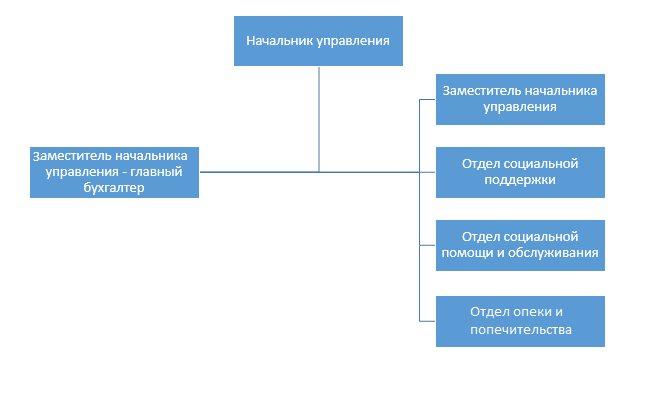 Начальник управления
Заместитель начальника
управления
Заместитель начальника
управления - главный
бухгалтер
Отдел социальной
поддержки
Отдел социальной
помощи и обслуживания
Отдел опеки и
попечительства